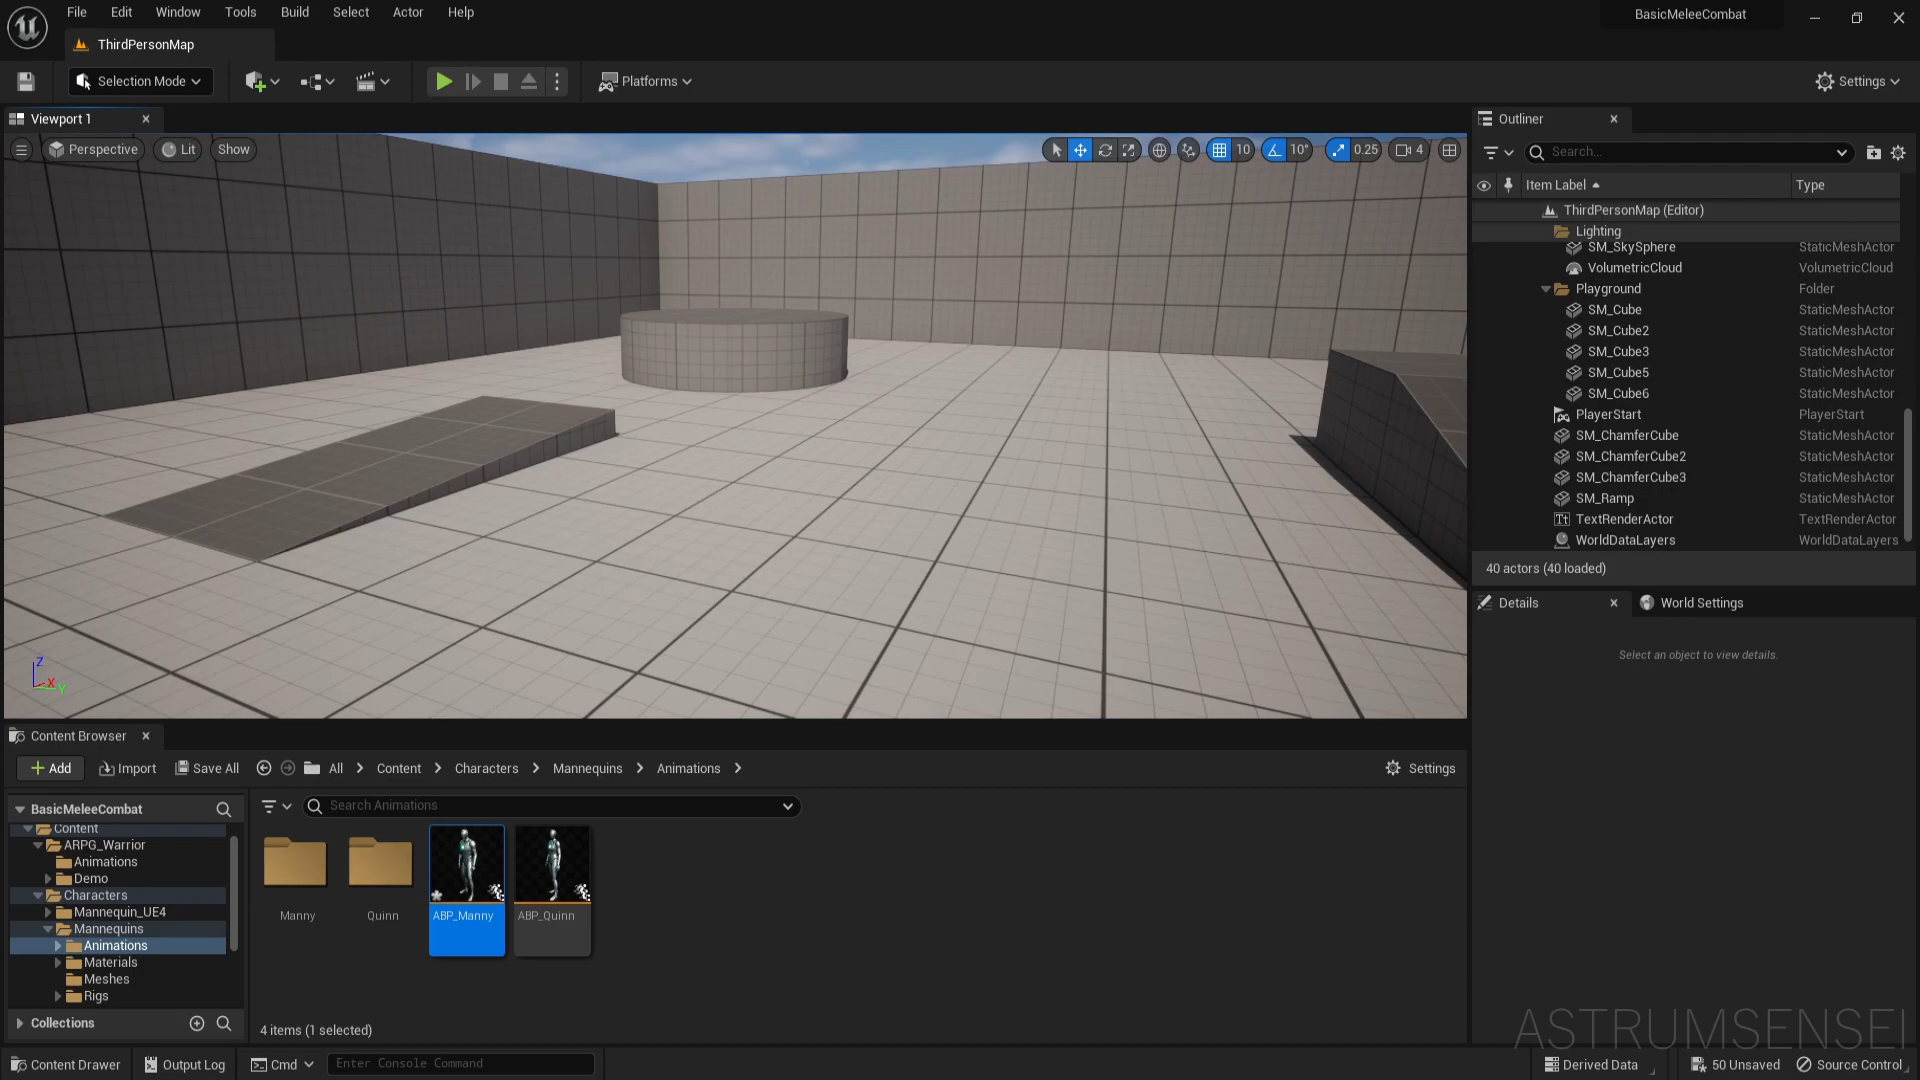 File Edit Window Tools Build Select Actor Help
BasicMeleeCombat
ThirdPersonMap
Selection Mode
Platforms
Settings
Viewport 1
Perspective Lit Show
10 10° 0.25 4
Outliner
Search...
Item Label Type
ThirdPersonMap (Editor)
Lighting
SM_SkySphere StaticMeshActor
VolumetricCloud VolumetricCloud
Playground Folder
SM_Cube StaticMeshActor
SM_Cube2 StaticMeshActor
SM_Cube3 StaticMeshActor
SM_Cube5 StaticMeshActor
SM_Cube6 StaticMeshActor
PlayerStart PlayerStart
SM_ChamferCube StaticMeshActor
SM_ChamferCube2 StaticMeshActor
SM_ChamferCube3 StaticMeshActor
SM_Ramp StaticMeshActor
TextRenderActor TextRenderActor
WorldDataLayers WorldDataLayers
40 actors (40 loaded)
Details
World Settings
Select an object to view details.
Z
X
Y
Content Browser
Add Import Save All All Content Characters Mannequins Animations Settings
BasicMeleeCombat
Search Animations
Content
ARPG_Warrior
Animations
Demo
Characters
Mannequin_UE4
Mannequins
Animations
Materials
Meshes
Rigs
Collections
Manny Quinn ABP_Manny ABP_Quinn
4 items (1 selected)
ASTRUMSENSEI
Content Drawer Output Log Cmd Enter Console Command Derived Data 50 Unsaved Source Control